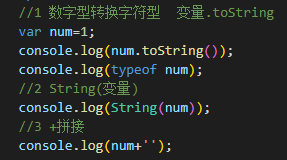 //1 数字型转换字符型  变量.toString
var num=1;
console.log(num.toString());
console.log(typeof num);
//2 String(变量)
console.log(String(num));
//3 +拼接
console.log(num+'');